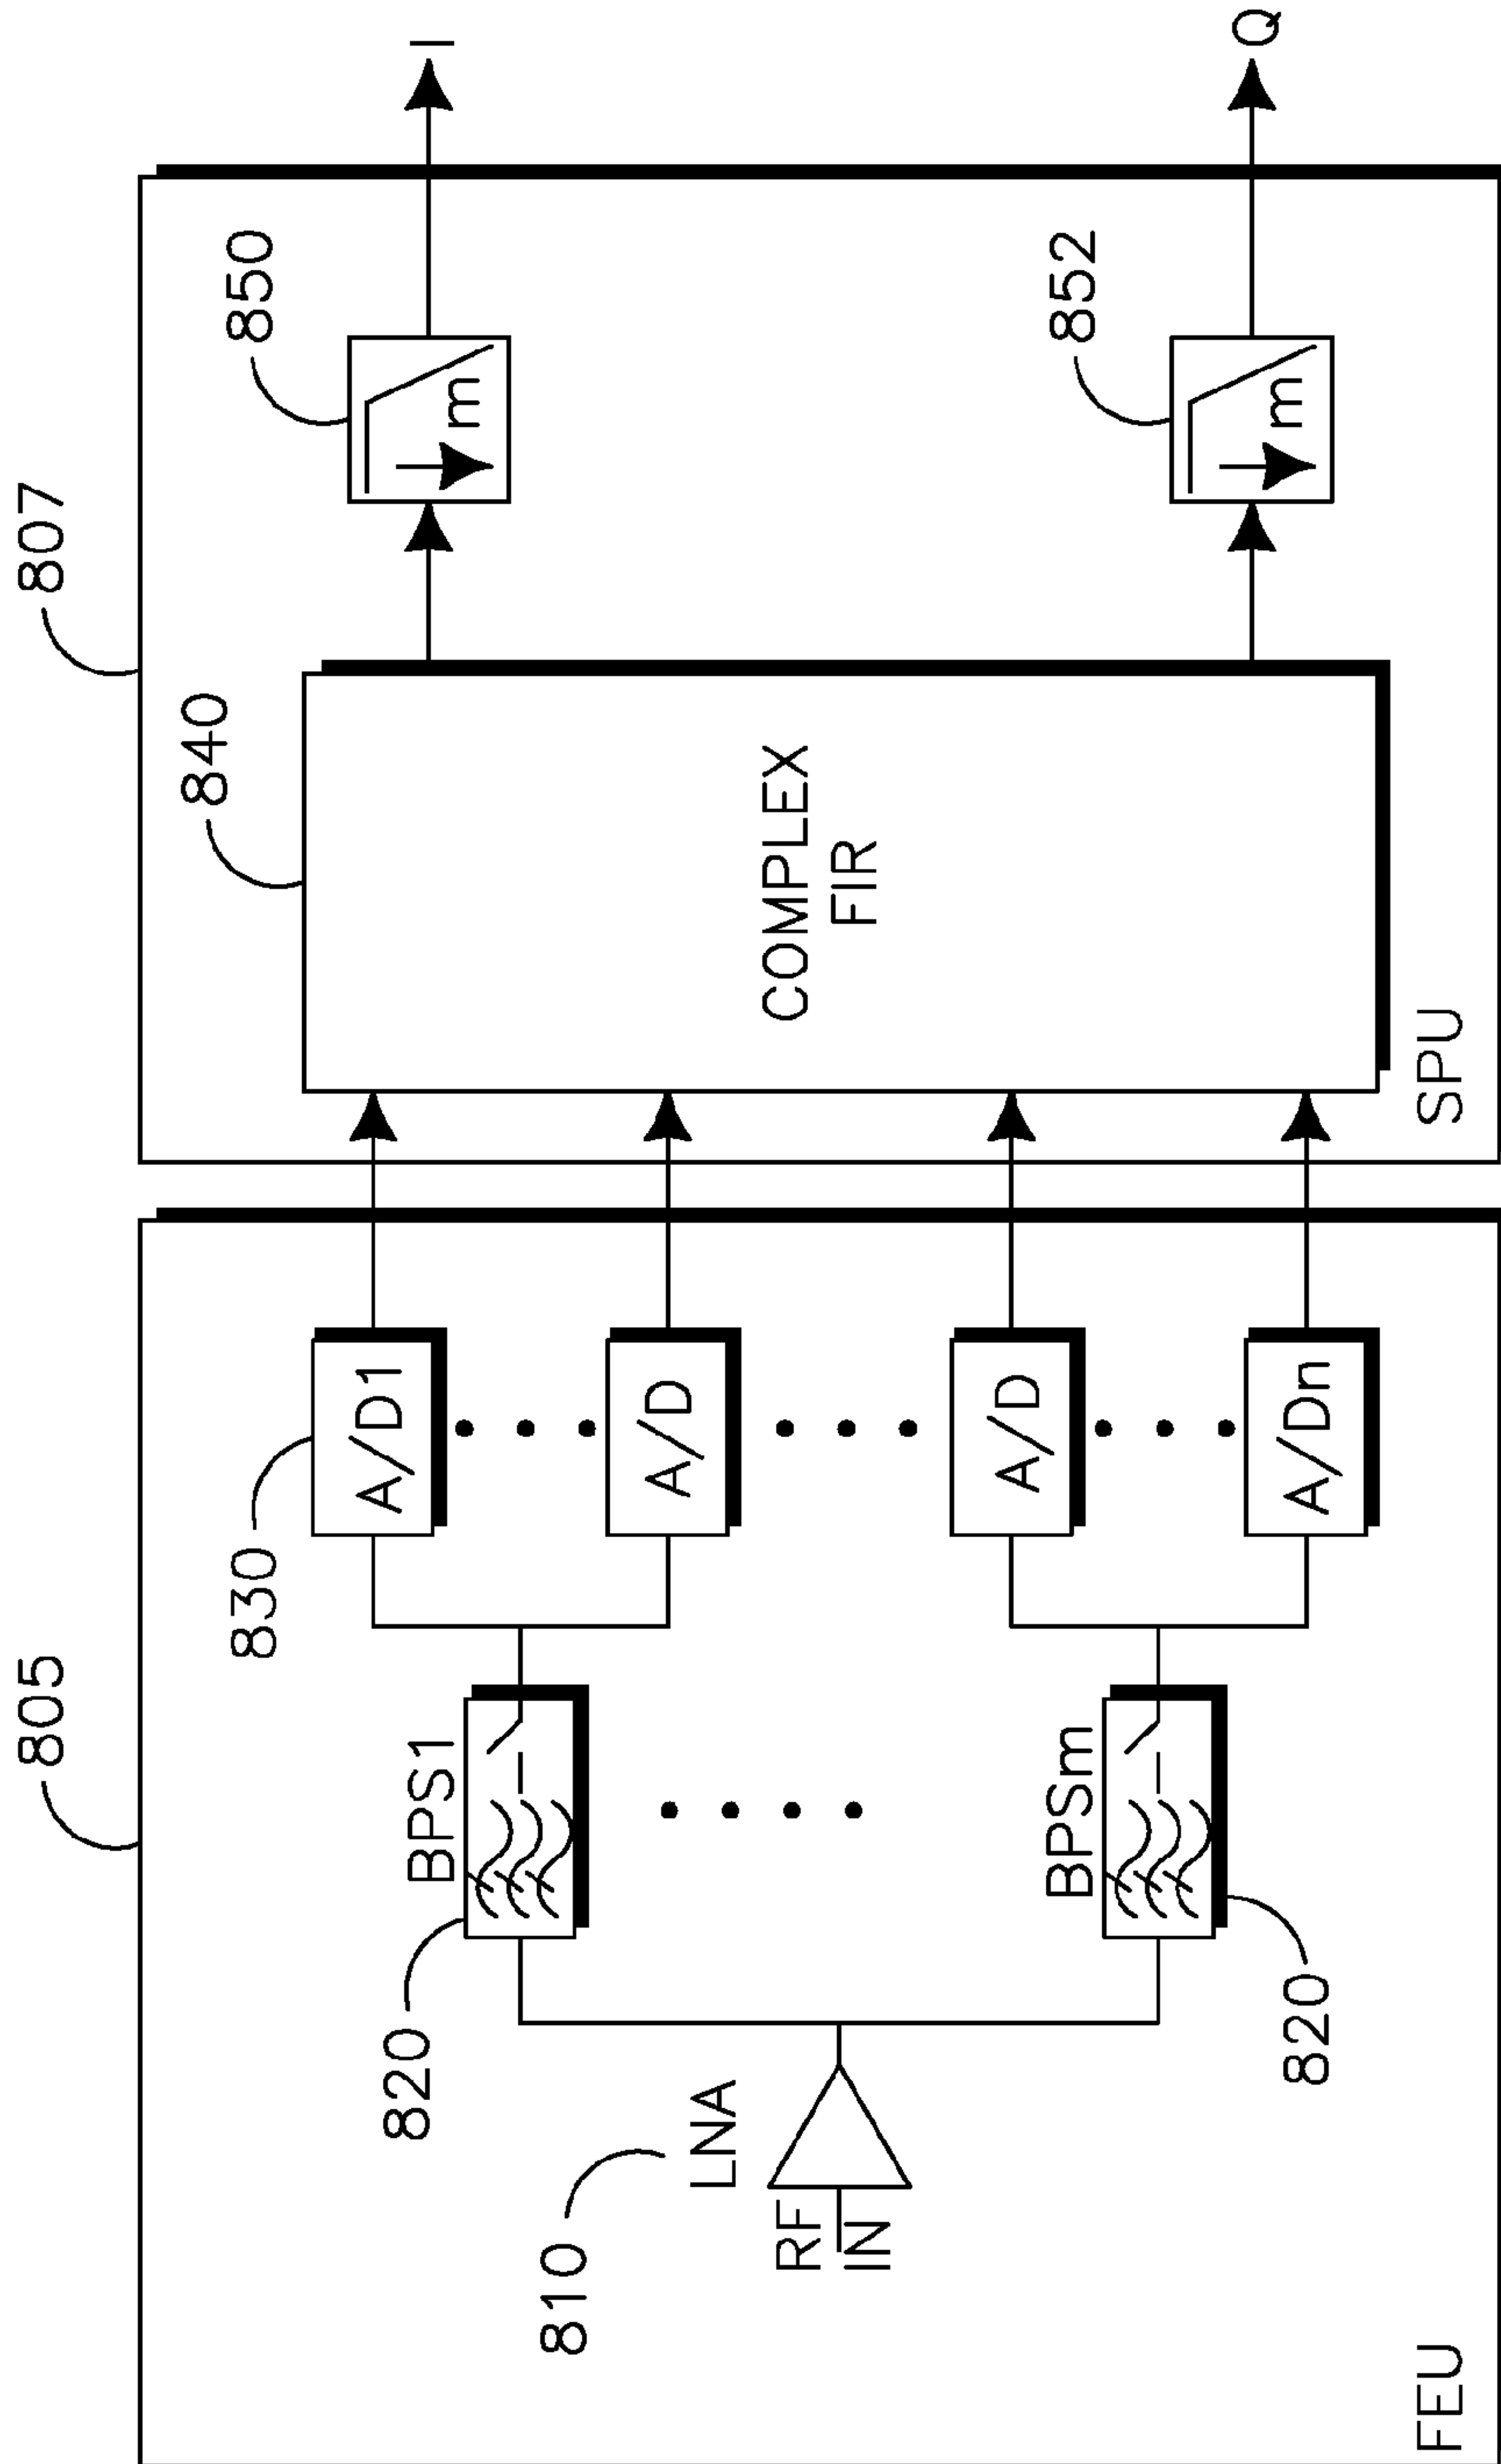 805
807
810
LNA
RF
IN
820
BPS1
BPSm
820
830
A/D1
A/D
A/D
A/Dn
FEU
840
COMPLEX
FIR
850
m
852
m
SPU
I
Q